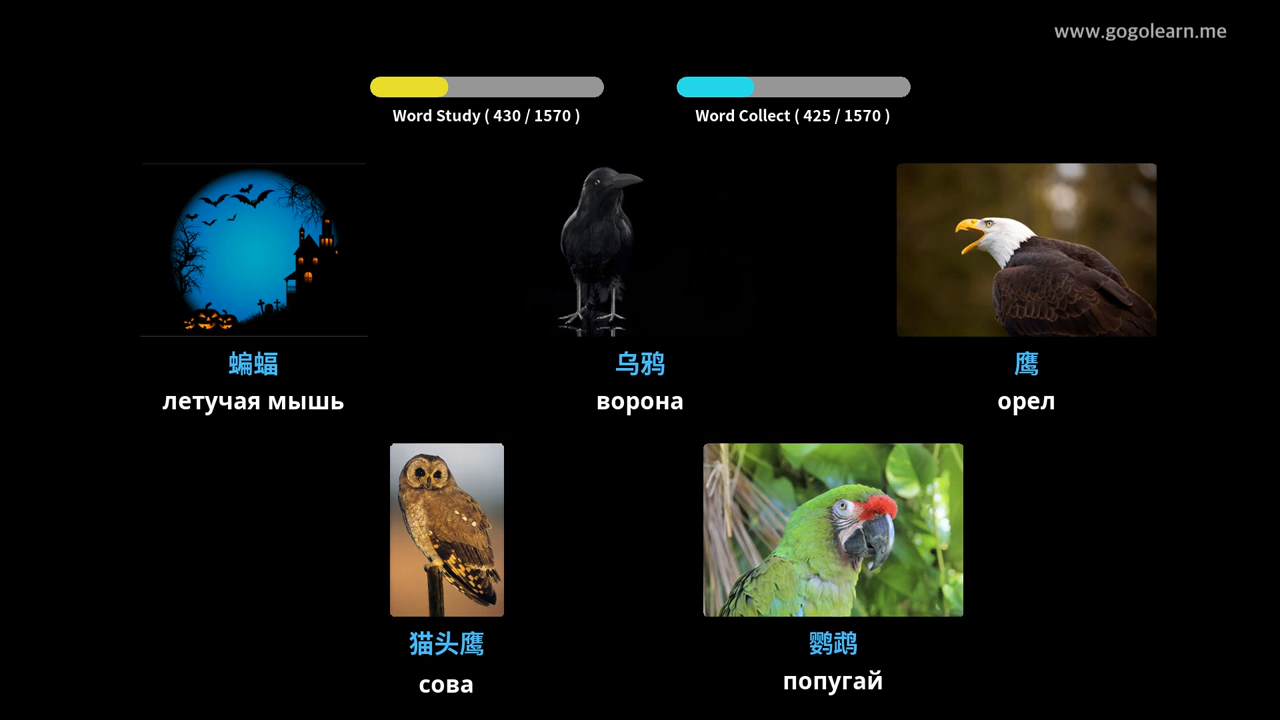 www.gogolearn.me
Word Study ( 430 / 1570 )
Word Collect ( 425 / 1570 )
蝙蝠
летучая мышь
乌鸦
ворона
鹰
орел
猫头鹰
сова
鹦鹉
попугай